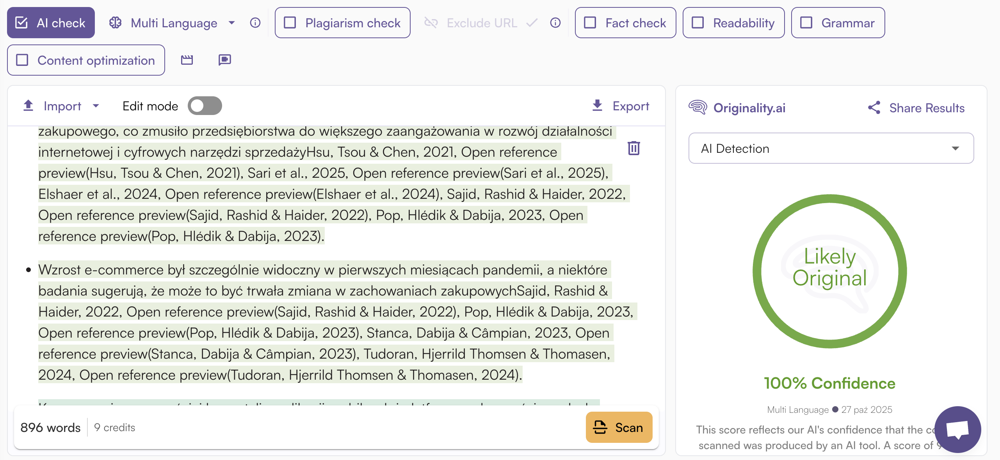 AI check
Multi Language
Plagiarism check
Exclude URL
Fact check
Readability
Grammar
Content optimization
Import
Edit mode
Export
zakupowego, co zmusiło przedsiębiorstwa do większego zaangażowania w rozwój działalności
internetowej i cyfrowych narzędzi sprzedażyHsu, Tsou & Chen, 2021, Open reference
preview(Hsu, Tsou & Chen, 2021), Sari et al., 2025, Open reference preview(Sari et al., 2025),
Elshaer et al., 2024, Open reference preview(Elshaer et al., 2024), Sajid, Rashid & Haider, 2022,
Open reference preview(Sajid, Rashid & Haider, 2022), Pop, Hlédik & Dabija, 2023, Open
reference preview(Pop, Hlédik & Dabija, 2023).
• Wzrost e-commerce był szczególnie widoczny w pierwszych miesiącach pandemii, a niektóre
badania sugerują, że może to być trwała zmiana w zachowaniach zakupowychSajid, Rashid &
Haider, 2022, Open reference preview(Sajid, Rashid & Haider, 2022), Pop, Hlédik & Dabija, 2023,
Open reference preview(Pop, Hlédik & Dabija, 2023), Stanca, Dabija & Câmpian, 2023, Open
reference preview(Stanca, Dabija & Câmpian, 2023), Tudoran, Hjerrild Thomsen & Thomasen,
2024, Open reference preview(Tudoran, Hjerrild Thomsen & Thomasen, 2024).
896 words
9 credits
Scan
Originality.ai
Share Results
AI Detection
Likely
Original
100% Confidence
Multi Language ● 27 paź 2025
This score reflects our AI's confidence that the
scanned was produced by an AI tool. A score of